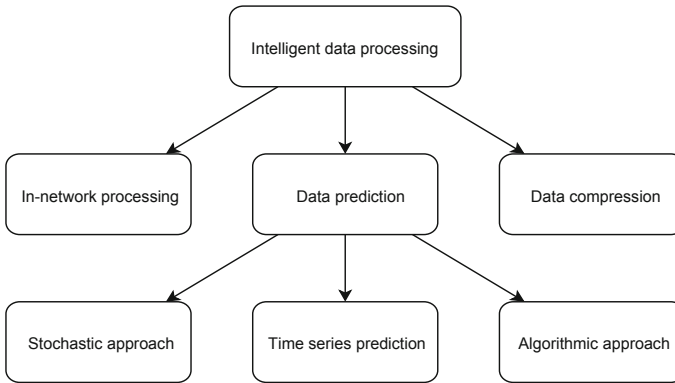 Intelligent data processing
In-network processing
Data prediction
Data compression
Stochastic approach
Time series prediction
Algorithmic approach